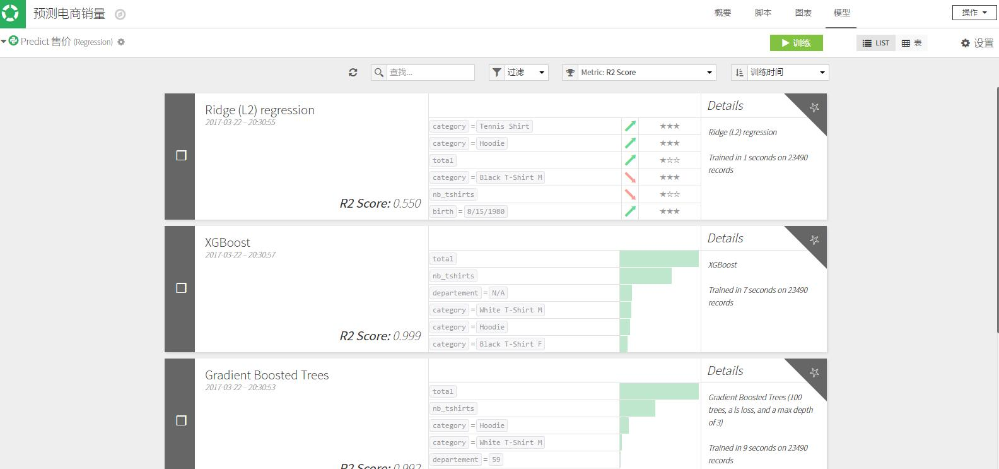 预测电商销量
概要
脚本
图表
模型
操作
Predict 售价 (Regression)
训练
LIST
表
设置
查找...
过滤
Metric: R2 Score
训练时间
Ridge (L2) regression
2017-03-22 – 20:30:55
R2 Score: 0.550
category = Tennis Shirt ★★★
category = Hoodie ★★★
total ★☆☆
category = Black T-Shirt M ★★★
nb_tshirts ★☆☆
birth = 8/15/1980 ★★★
Details
Ridge (L2) regression
Trained in 1 seconds on 23490
records
XGBoost
2017-03-22 – 20:30:57
R2 Score: 0.999
total
nb_tshirts
departement = N/A
category = White T-Shirt M
category = Hoodie
category = Black T-Shirt F
Details
XGBoost
Trained in 7 seconds on 23490
records
Gradient Boosted Trees
2017-03-22 – 20:30:53
R2 Score: 0.992
total
nb_tshirts
category = Hoodie
category = White T-Shirt M
departement = 59
Details
Gradient Boosted Trees (100
trees, a ls loss, and a max depth
of 3)
Trained in 9 seconds on 23490
records